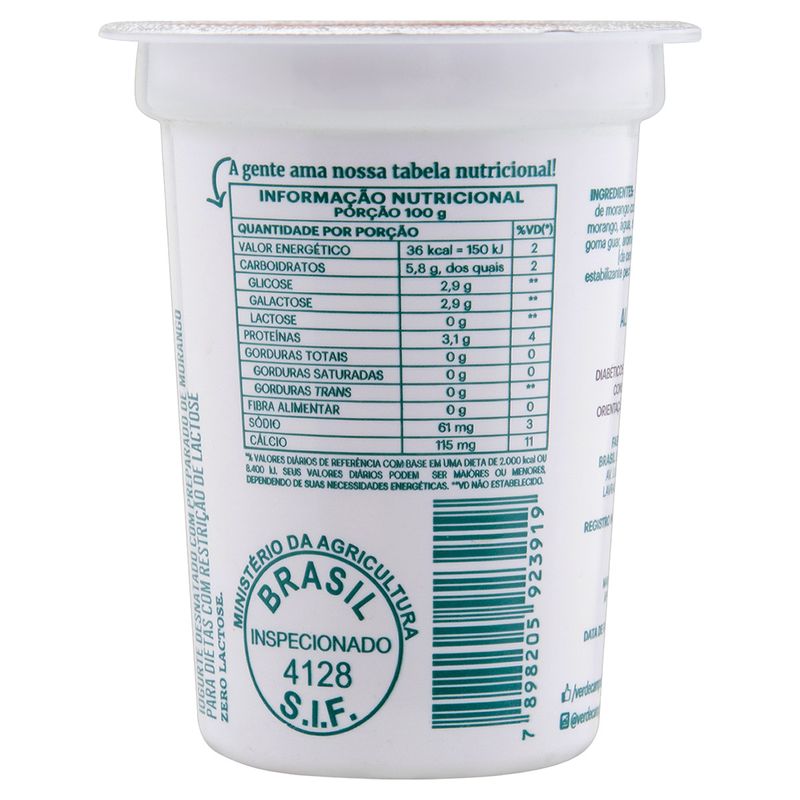 A gente ama nossa tabela nutricional!
INFORMAÇÃO NUTRICIONAL
PORÇÃO 100 g
QUANTIDADE POR PORÇÃO %VD(*)
VALOR ENERGÉTICO 36 kcal = 150 kJ 2
CARBOIDRATOS 5,8 g, dos quais 2
GLICOSE 2,9 g **
GALACTOSE 2,9 g **
LACTOSE 0 g **
PROTEÍNAS 3,1 g 4
GORDURAS TOTAIS 0 g 0
GORDURAS SATURADAS 0 g 0
GORDURAS TRANS 0 g **
FIBRA ALIMENTAR 0 g 0
SÓDIO 61 mg 3
CÁLCIO 115 mg 11
*% VALORES DIÁRIOS DE REFERÊNCIA COM BASE EM UMA DIETA DE 2.000 kcal OU
8.400 kJ. SEUS VALORES DIÁRIOS PODEM SER MAIORES OU MENORES,
DEPENDENDO DE SUAS NECESSIDADES ENERGÉTICAS. **VD NÃO ESTABELECIDO.
IOGURTE DESNATADO COM PREPARADO DE MORANGO
PARA DIETAS COM RESTRIÇÃO DE LACTOSE
ZERO LACTOSE.
MINISTÉRIO DA AGRICULTURA
BRASIL
INSPECIONADO
4128
S.I.F.
7 898205 923919
INGREDIENTES:
de morango
morango, água,
goma guar,
estabilizante
ORIENTAÇ
BRASIL
REGISTRO
DATA DE
/verdecam
@verdecam